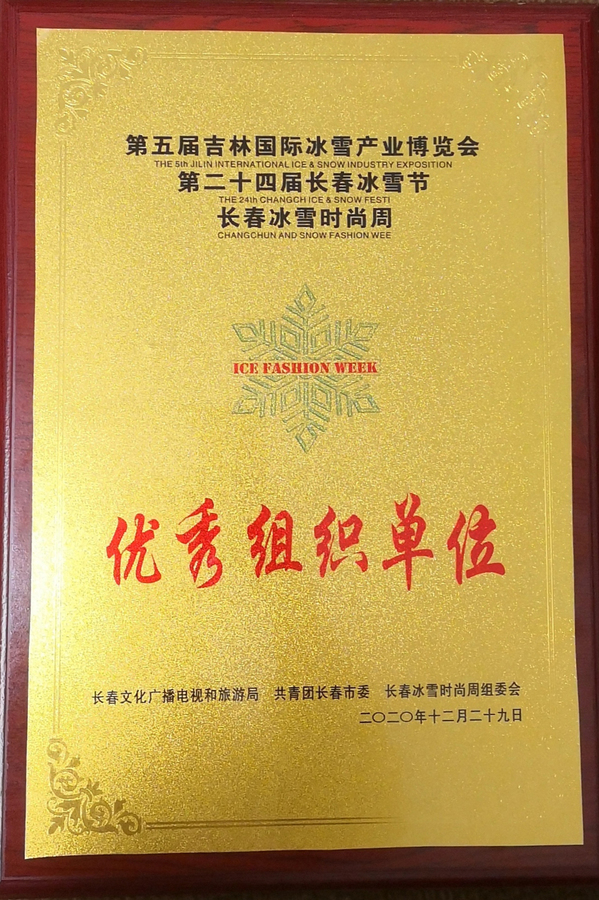 第五届吉林国际冰雪产业博览会
THE 5th JILIN INTERNATIONAL ICE & SNOW INDUSTRY EXPOSITION
第二十四届长春冰雪节
THE 24th CHANGCH ICE & SNOW FESTI
长春冰雪时尚周
CHANGCHUN AND SNOW FASHION WEE
ICE FASHION WEEK
优秀组织单位
长春文化广播电视和旅游局 共青团长春市委 长春冰雪时尚周组委会
二〇二〇年十二月二十九日